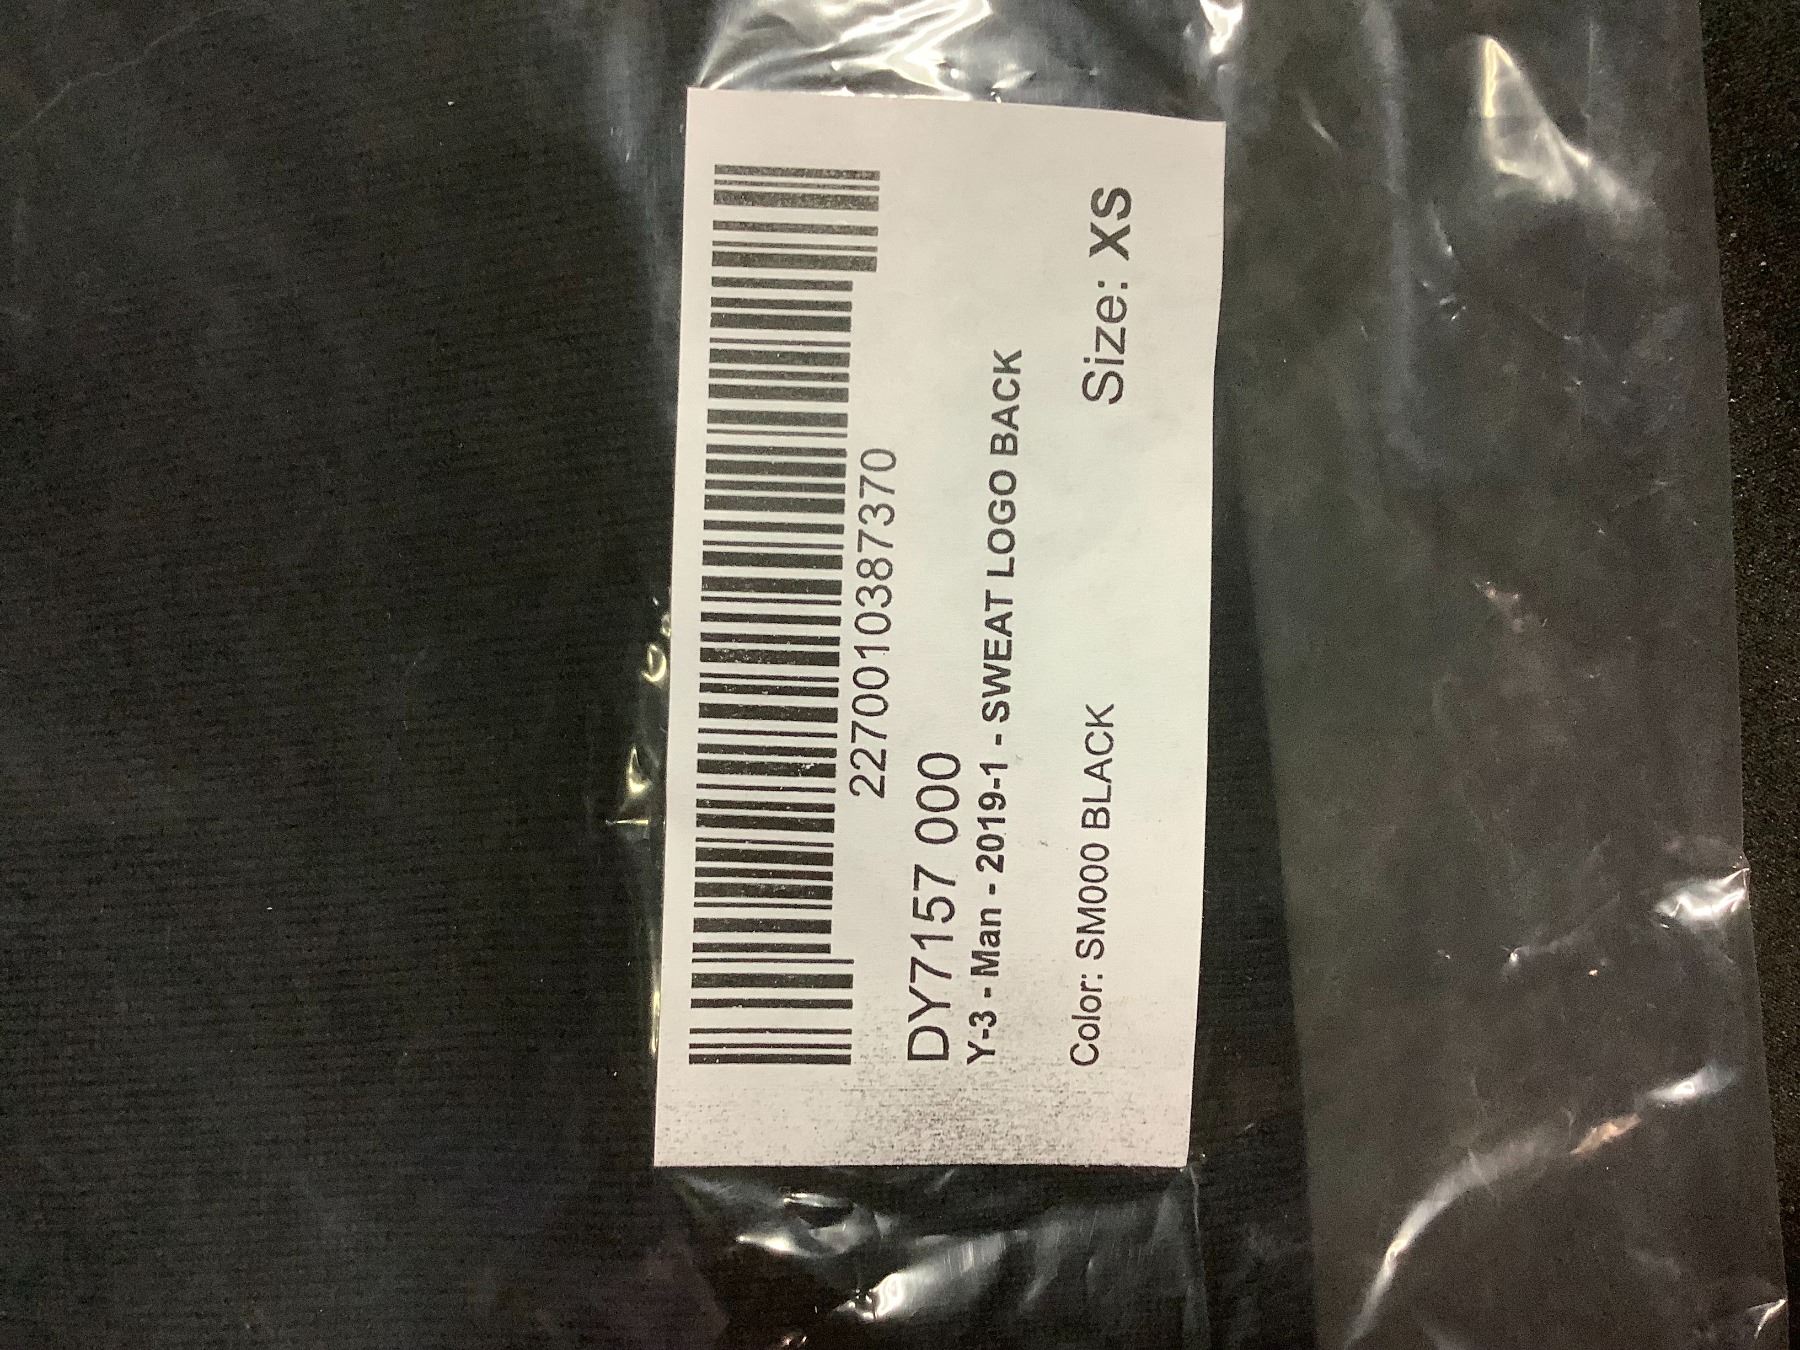 2270010387370
DY7157 000
Y-3 - Man - 2019-1 - SWEAT LOGO BACK
Color: SM000 BLACK Size: XS